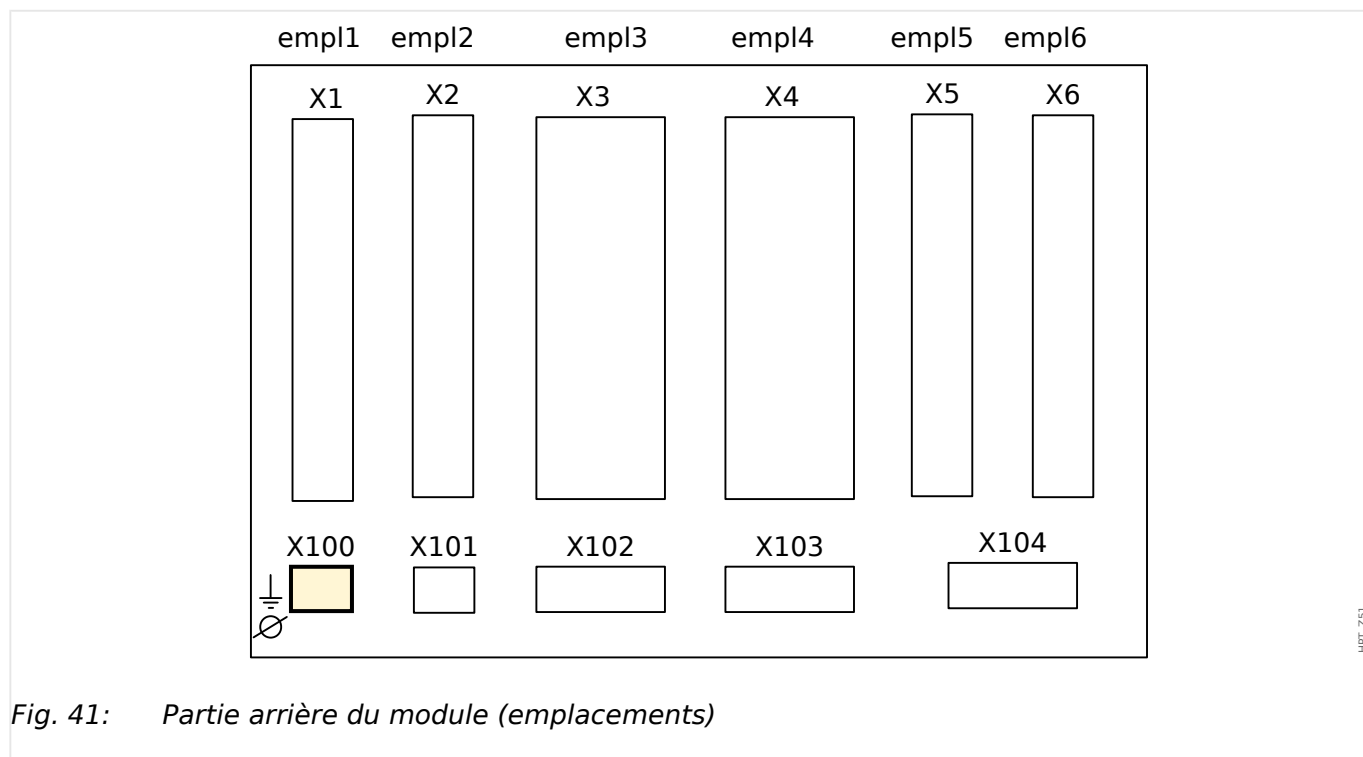 empl1 empl2 empl3 empl4 empl5 empl6
X1 X2 X3 X4 X5 X6
X100 X101 X102 X103 X104
Fig. 41: Partie arrière du module (emplacements)